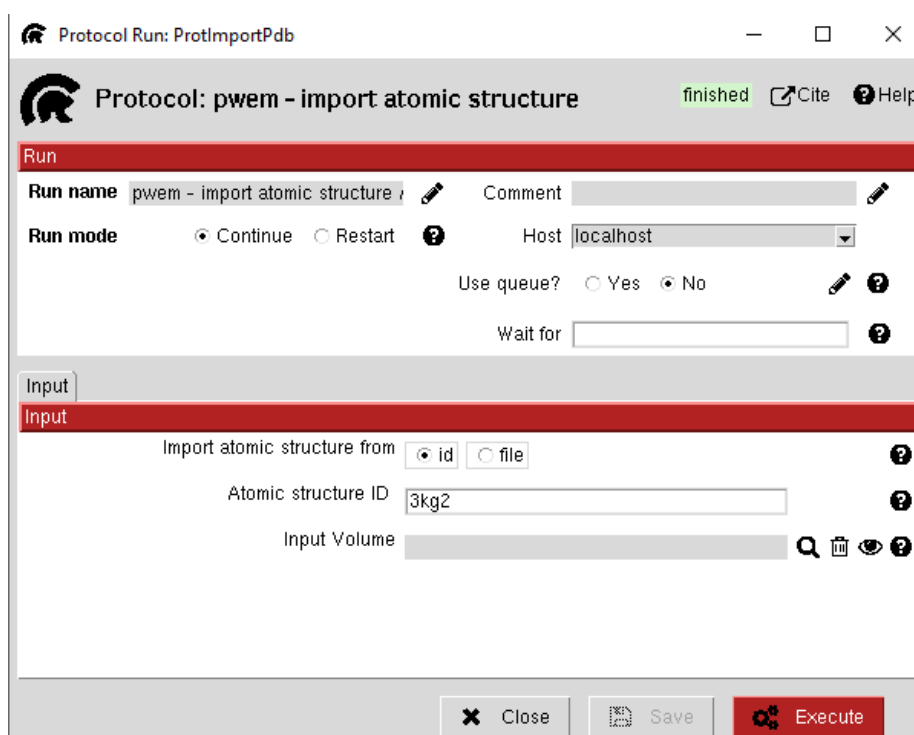 Protocol Run: ProtImportPdb
Protocol: pwem - import atomic structure finished Cite Help
Run
Run name pwem - import atomic structure Comment
Run mode Continue Restart Host localhost
Use queue? Yes No
Wait for
Input
Input
Import atomic structure from id file
Atomic structure ID 3kg2
Input Volume
Close Save Execute